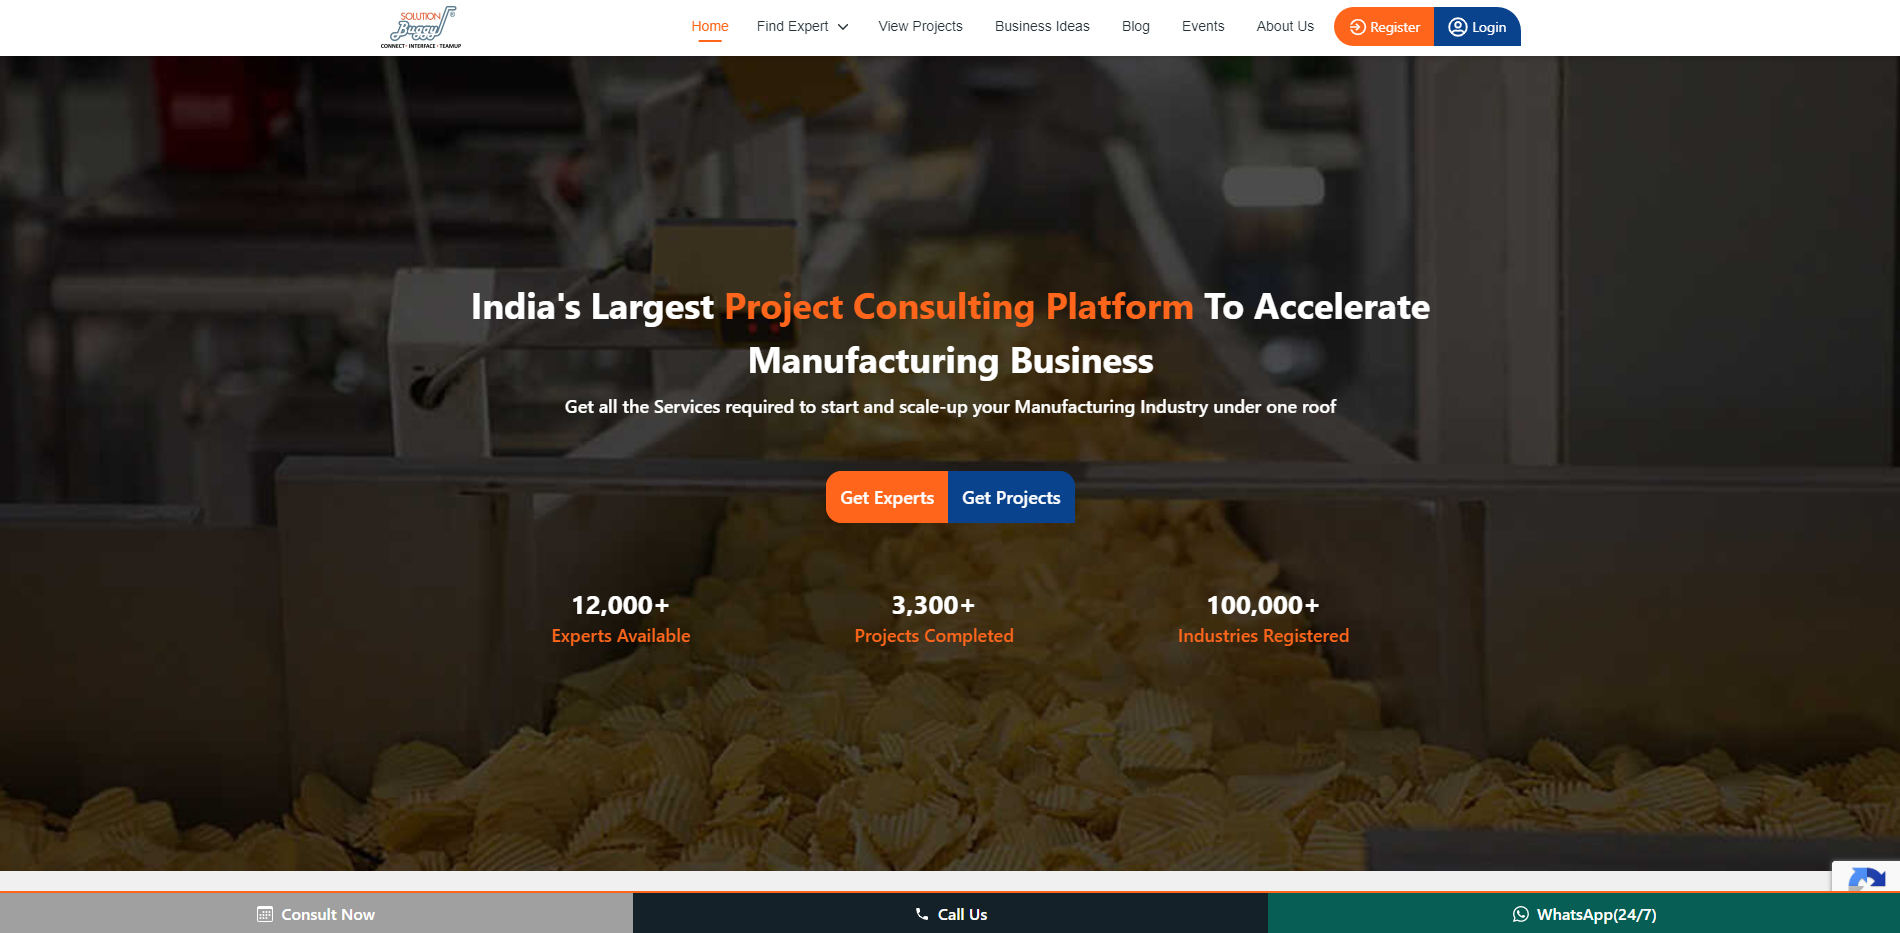 SOLUTION
Buggy
CONNECT · INTERFACE · TEAMUP
Home
Find Expert
View Projects
Business Ideas
Blog
Events
About Us
Register
Login
India's Largest Project Consulting Platform To Accelerate
Manufacturing Business
Get all the Services required to start and scale-up your Manufacturing Industry under one roof
Get Experts
Get Projects
12,000+
Experts Available
3,300+
Projects Completed
100,000+
Industries Registered
Consult Now
Call Us
WhatsApp(24/7)